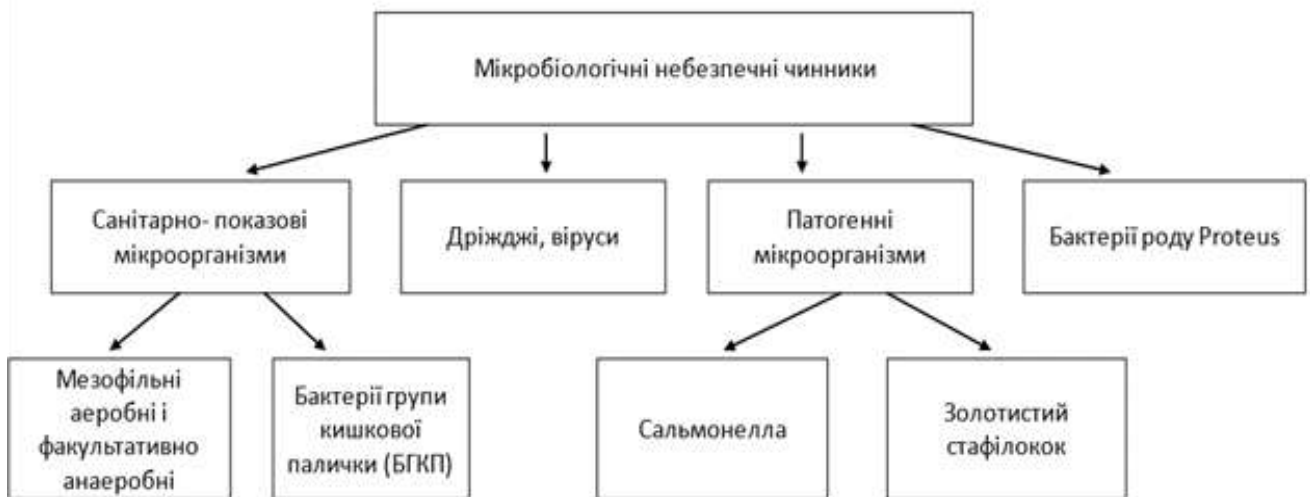 Мікробіологічні небезпечні чинники
Санітарно- показові
мікроорганізми
Дріжджі, віруси
Патогенні
мікроорганізми
Бактерії роду Proteus
Мезофільні
аеробні і
факультативно
анаеробні
Бактерії групи
кишкової
палички (БГКП)
Сальмонелла
Золотистий
стафілокок